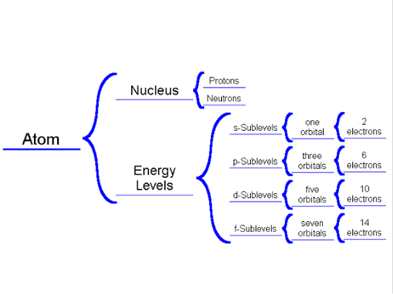 Atom
Nucleus
Protons
Neutrons
Energy
Levels
s-Sublevels
one
orbital
2
electrons
p-Sublevels
three
orbitals
6
electrons
d-Sublevels
five
orbitals
10
electrons
f-Sublevels
seven
orbitals
14
electrons